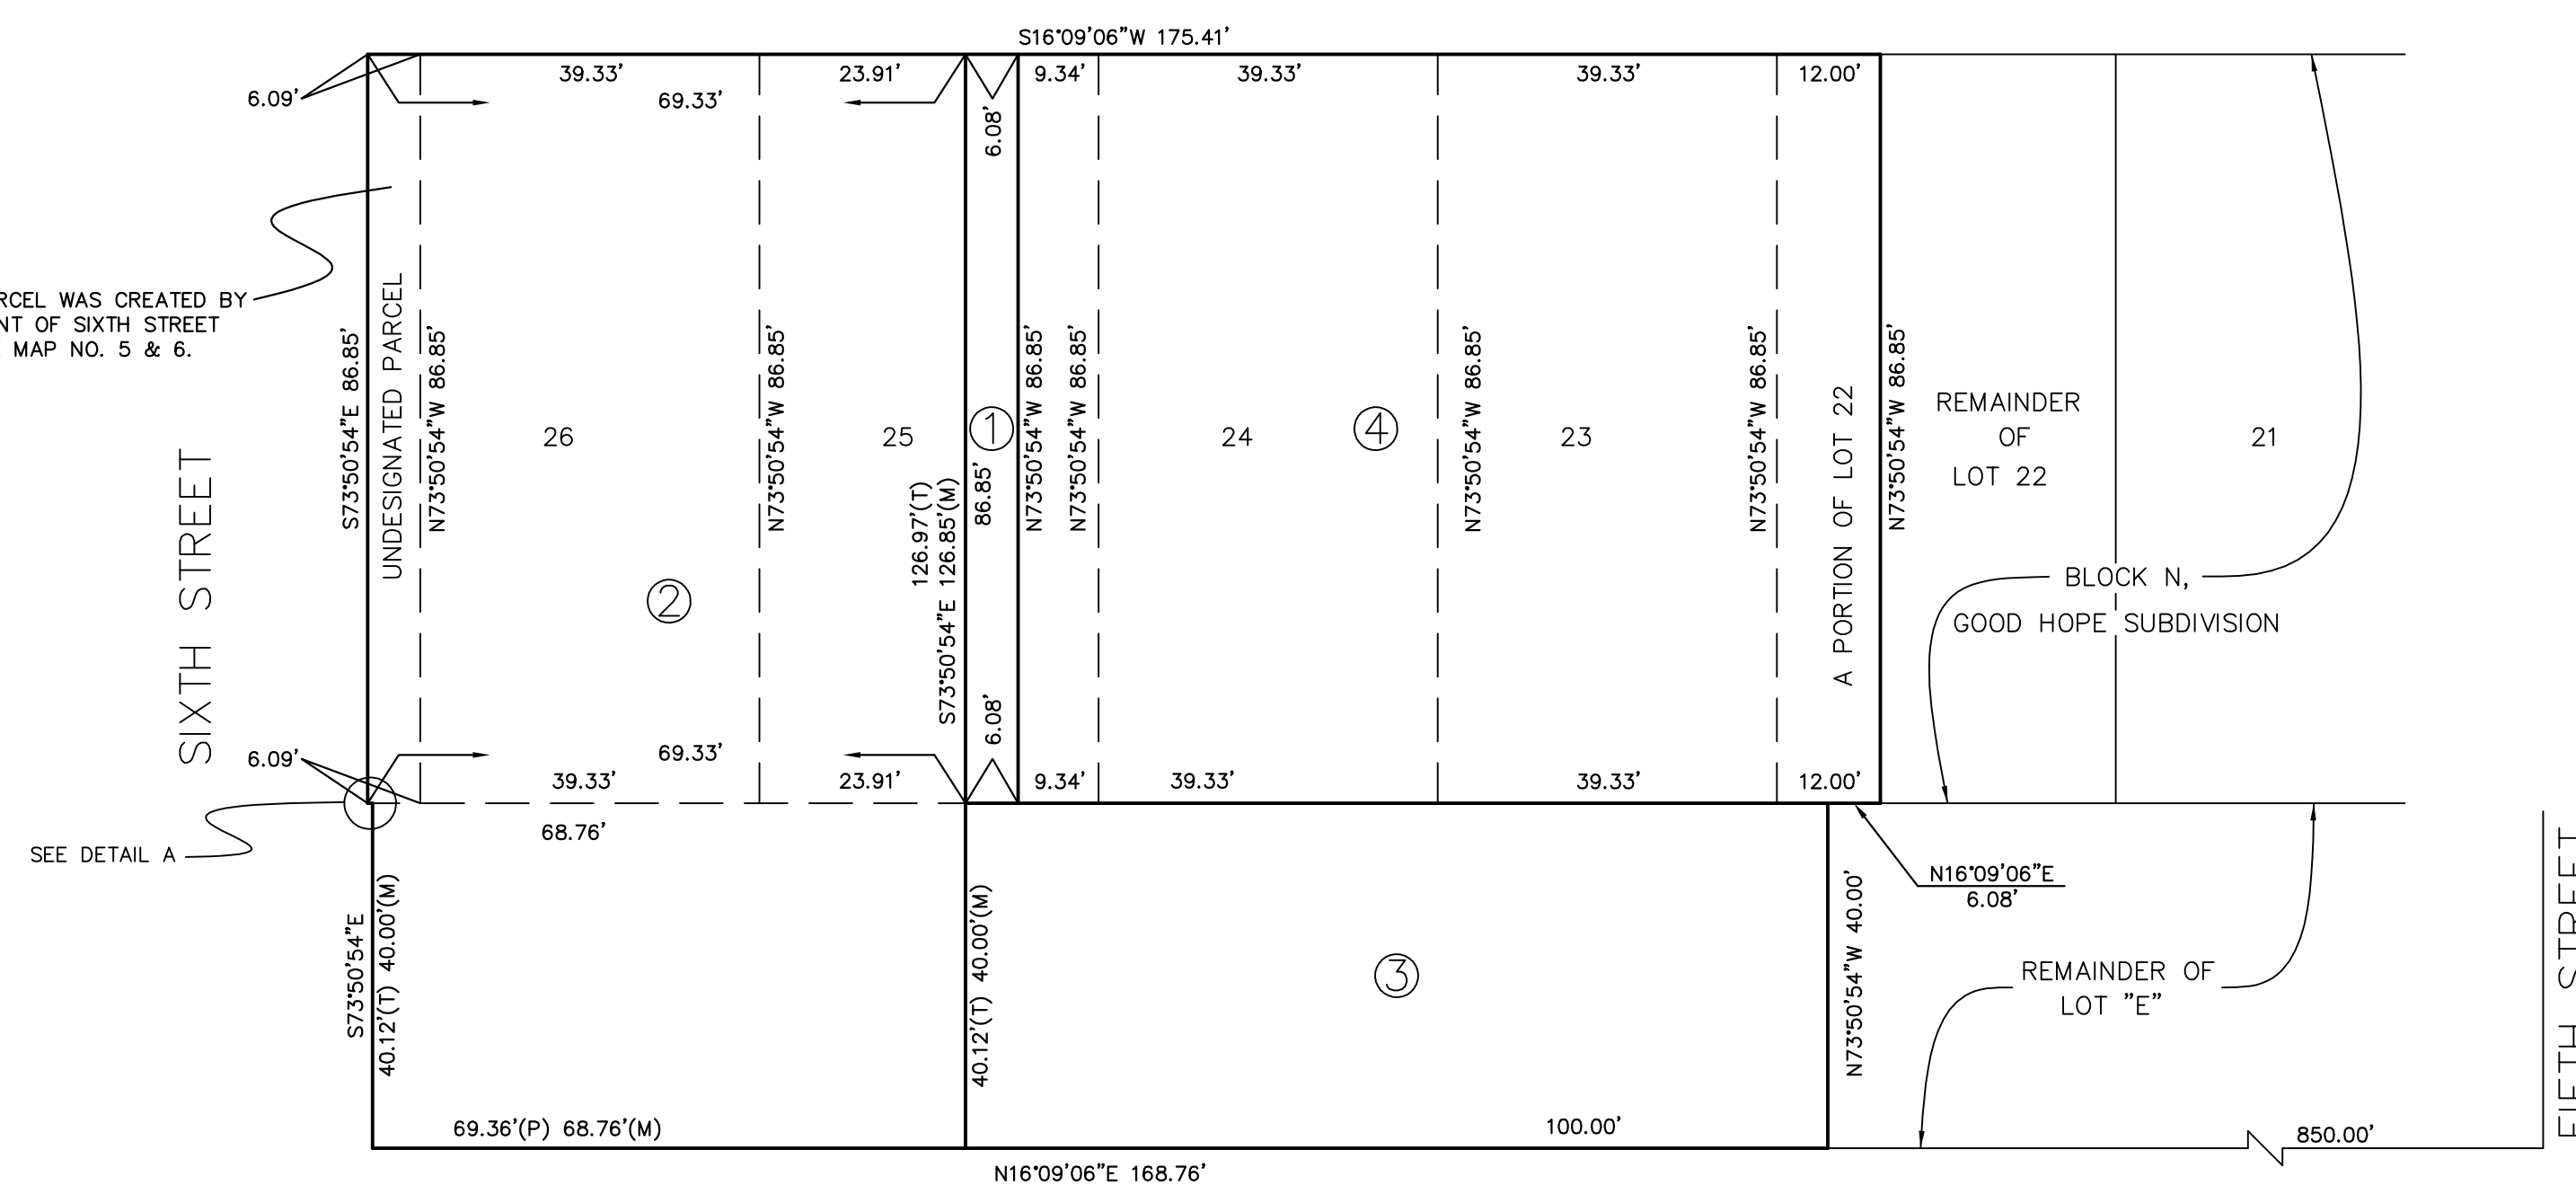 S16°09'06"W 175.41'
39.33'
23.91'
9.34'
39.33'
39.33'
12.00'
6.09'
69.33'
6.08'
RCEL WAS CREATED BY
NT OF SIXTH STREET
MAP NO. 5 & 6.
SIXTH STREET
S73°50'54"E 86.85'
UNDESIGNATED PARCEL
N73°50'54"W 86.85'
26
N73°50'54"W 86.85'
25
126.97'(T)
S73°50'54"E 126.85'(M)
1
86.85'
N73°50'54"W 86.85'
N73°50'54"W 86.85'
24
4
N73°50'54"W 86.85'
23
N73°50'54"W 86.85'
A PORTION OF LOT 22
N73°50'54"W 86.85'
REMAINDER
OF
LOT 22
21
2
BLOCK N,
GOOD HOPE SUBDIVISION
6.09'
69.33'
6.08'
39.33'
23.91'
9.34'
39.33'
39.33'
12.00'
68.76'
SEE DETAIL A
S73°50'54"E
40.12'(T) 40.00'(M)
40.12'(T) 40.00'(M)
3
N73°50'54"W 40.00'
N16°09'06"E
6.08'
REMAINDER OF
LOT "E"
FIFTH STREET
69.36'(P) 68.76'(M)
100.00'
850.00'
N16°09'06"E 168.76'